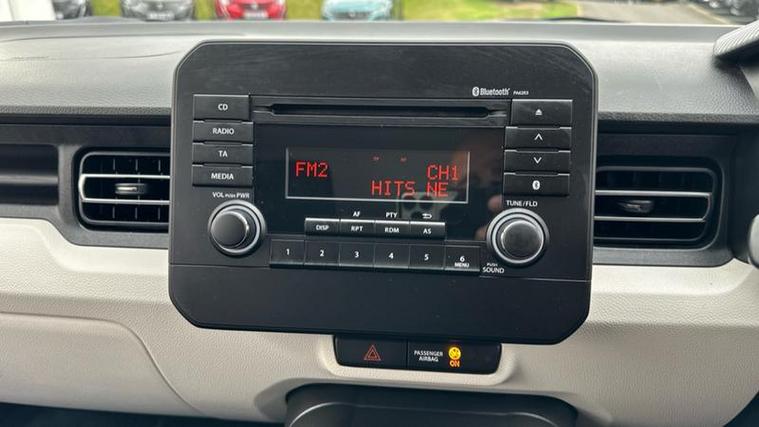 Bluetooth PA62R3
CD
RADIO
TA
MEDIA
VOL PUSH PWR
FM2 CH1
HITS NE
TUNE/FLD
AF PTY
DISP RPT RDM AS
1 2 3 4 5 6
MENU
PUSH
SOUND
PASSENGER
AIRBAG
ON